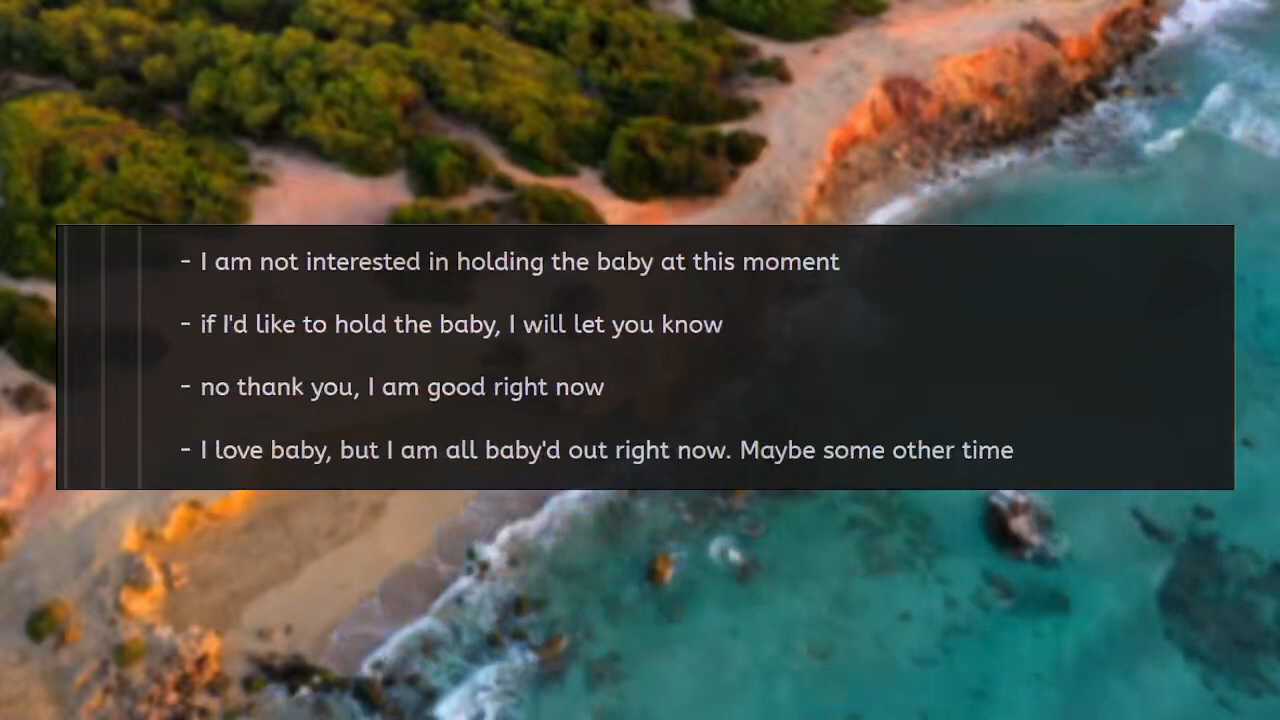 - I am not interested in holding the baby at this moment
- if I'd like to hold the baby, I will let you know
- no thank you, I am good right now
- I love baby, but I am all baby'd out right now. Maybe some other time